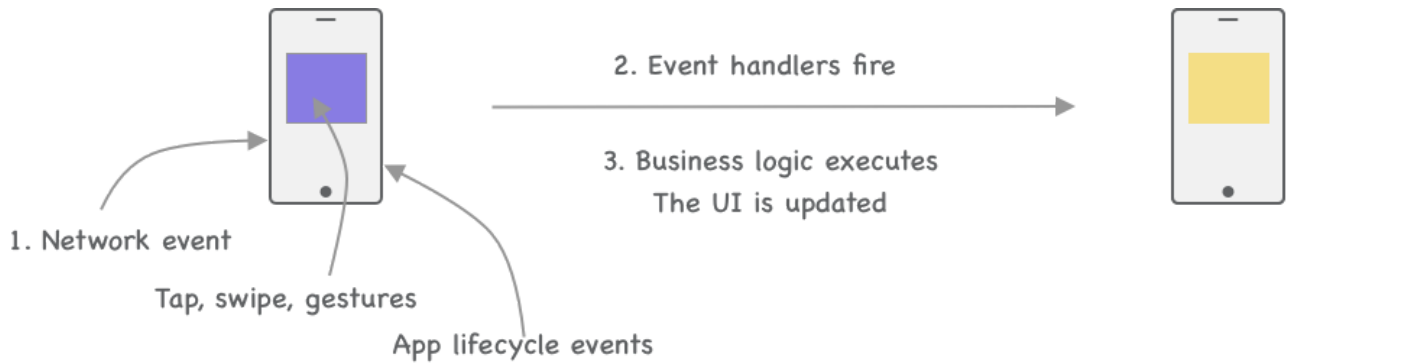 2. Event handlers fire
3. Business logic executes
The UI is updated
1. Network event
Tap, swipe, gestures
App lifecycle events